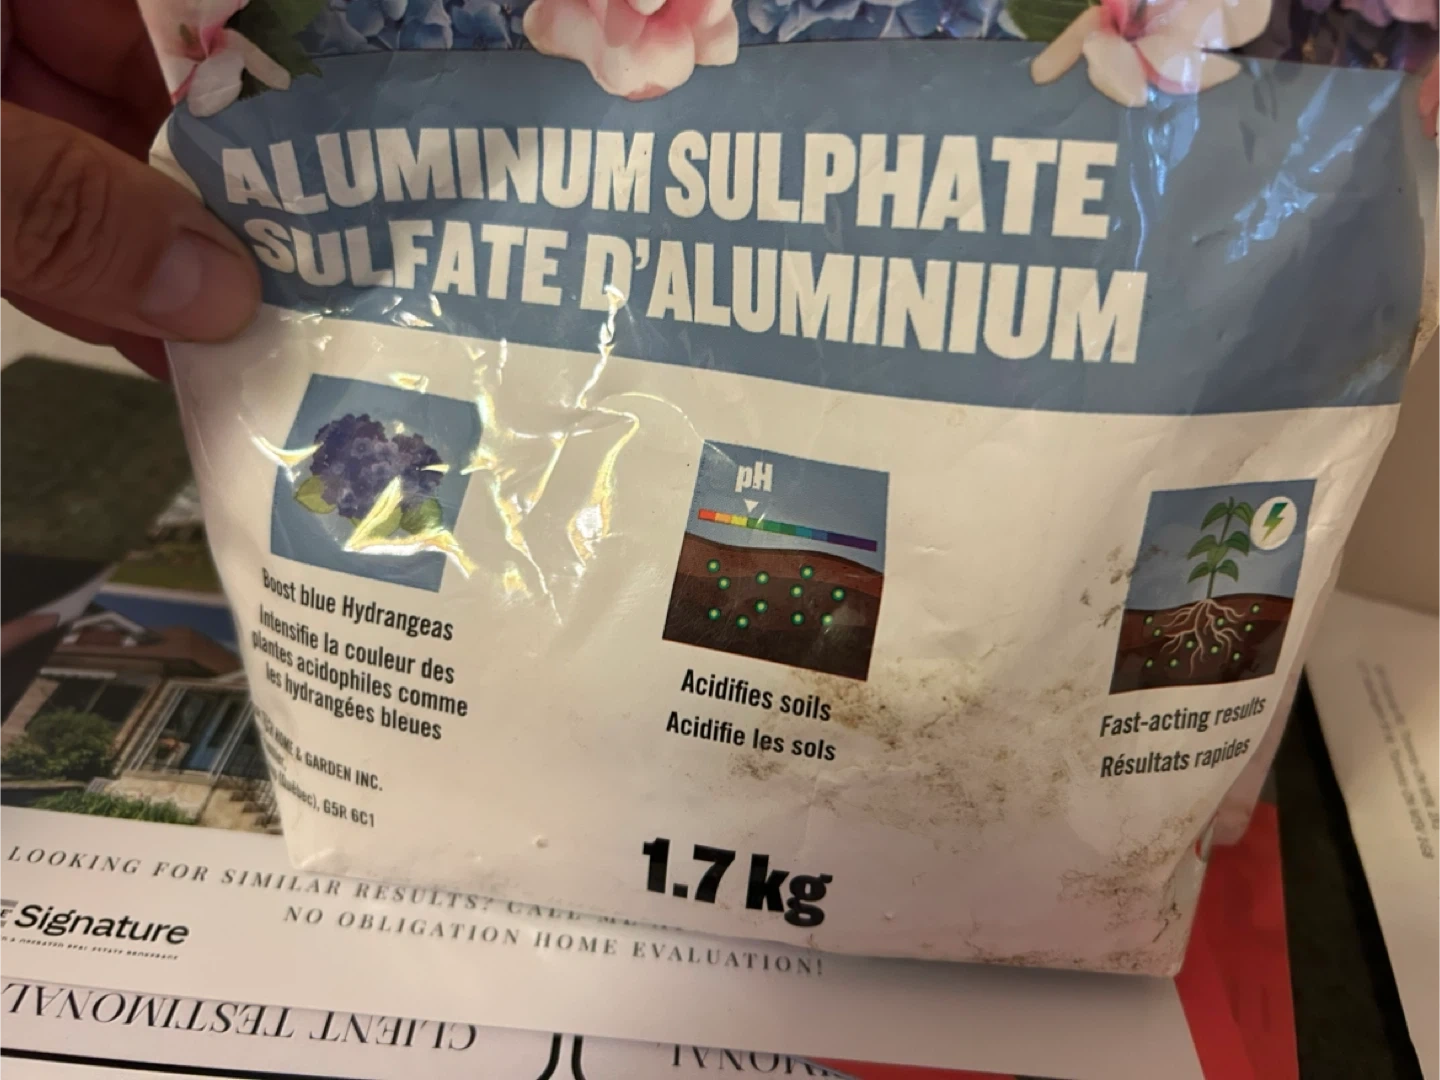 ALUMINUM SULPHATE
SULFATE D'ALUMINIUM
Boost blue Hydrangeas
Intensifie la couleur des
plantes acidophiles comme
les hydrangées bleues
pH
Acidifies soils
Acidifie les sols
Fast-acting results
Résultats rapides
HOME & GARDEN INC.
(Québec), G5R 6C1
1.7 kg
LOOKING FOR SIMILAR RESULTS? CALL
NO OBLIGATION HOME EVALUATION!
Signature
CLIENT TESTIMONIAL